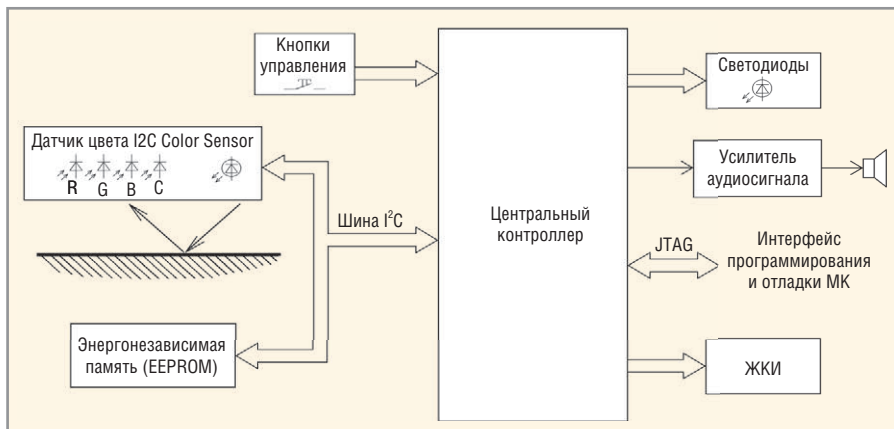 Кнопки
управления
Датчик цвета I2C Color Sensor
R G B C
Шина I²C
Энергонезависимая
память (EEPROM)
Центральный
контроллер
Светодиоды
Усилитель
аудиосигнала
JTAG
Интерфейс
программирования
и отладки МК
ЖКИ